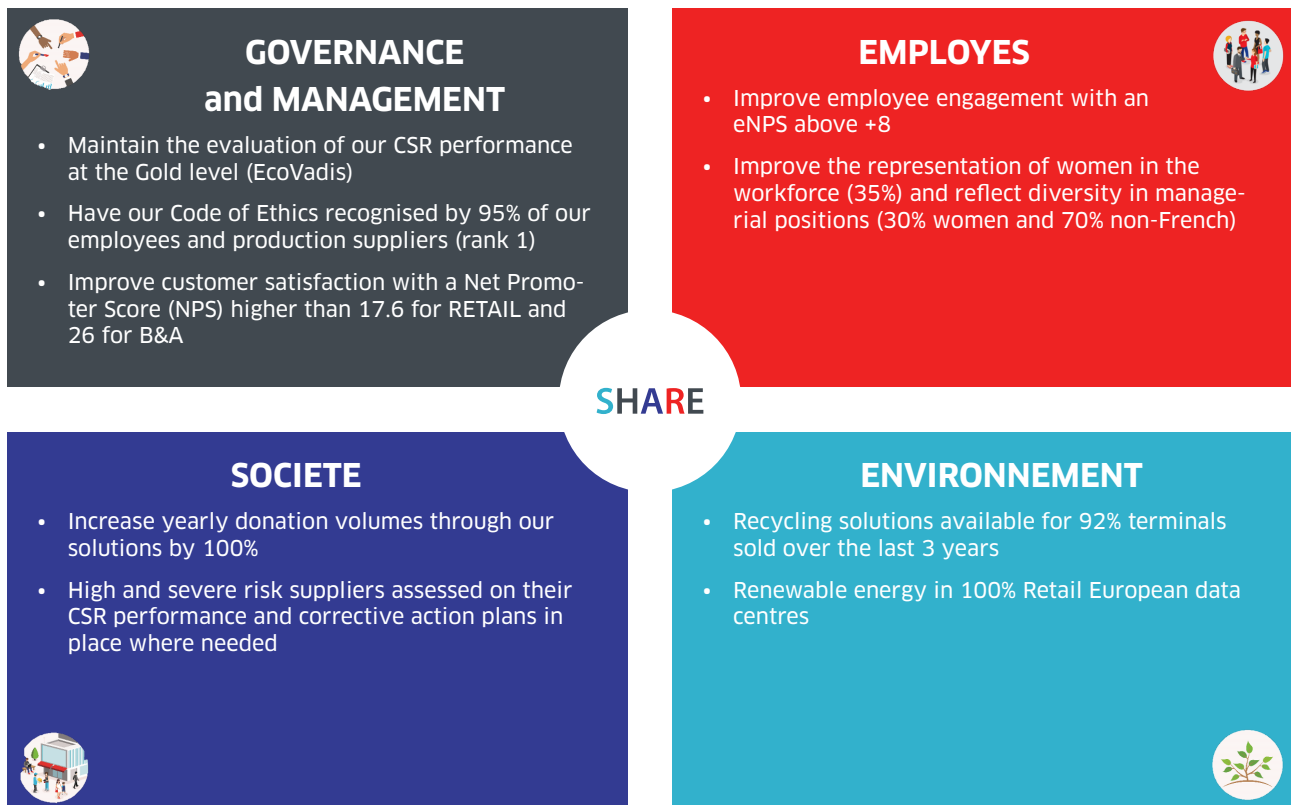 GOVERNANCE
and MANAGEMENT
• Maintain the evaluation of our CSR performance
at the Gold level (EcoVadis)
• Have our Code of Ethics recognised by 95% of our
employees and production suppliers (rank 1)
• Improve customer satisfaction with a Net Promo-
ter Score (NPS) higher than 17.6 for RETAIL and
26 for B&A
EMPLOYES
• Improve employee engagement with an
eNPS above +8
• Improve the representation of women in the
workforce (35%) and reflect diversity in manage-
rial positions (30% women and 70% non-French)
SHARE
SOCIETE
• Increase yearly donation volumes through our
solutions by 100%
• High and severe risk suppliers assessed on their
CSR performance and corrective action plans in
place where needed
ENVIRONNEMENT
• Recycling solutions available for 92% terminals
sold over the last 3 years
• Renewable energy in 100% Retail European data
centres